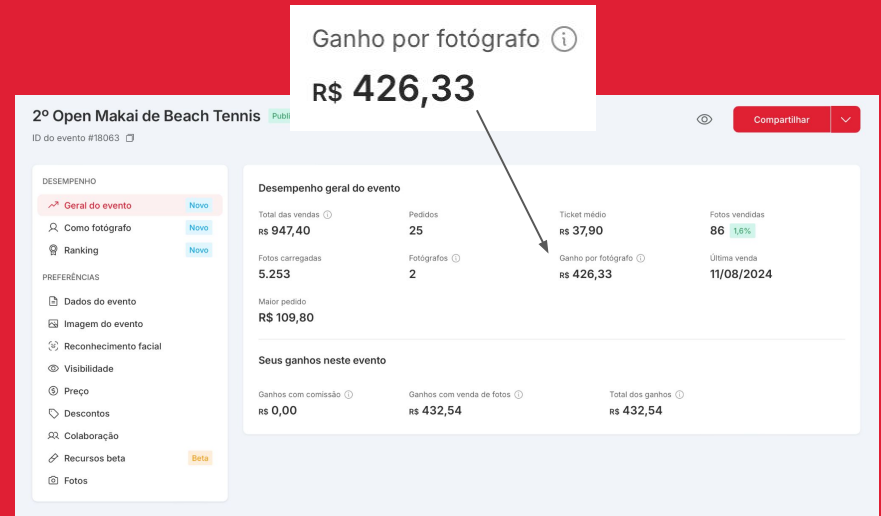 Ganho por fotógrafo
R$ 426,33
2º Open Makai de Beach Tennis
ID do evento #18063
Compartilhar
DESEMPENHO
Geral do evento Novo
Como fotógrafo Novo
Ranking Novo
PREFERÊNCIAS
Dados do evento
Imagem do evento
Reconhecimento facial
Visibilidade
Preço
Descontos
Colaboração
Recursos beta Beta
Fotos
Desempenho geral do evento
Total das vendas Pedidos Ticket médio Fotos vendidas
R$ 947,40 25 R$ 37,90 86 1,6%
Fotos carregadas Fotógrafos Ganho por fotógrafo Última venda
5.253 2 R$ 426,33 11/08/2024
Maior pedido
R$ 109,80
Seus ganhos neste evento
Ganhos com comissão Ganhos com venda de fotos Total dos ganhos
R$ 0,00 R$ 432,54 R$ 432,54